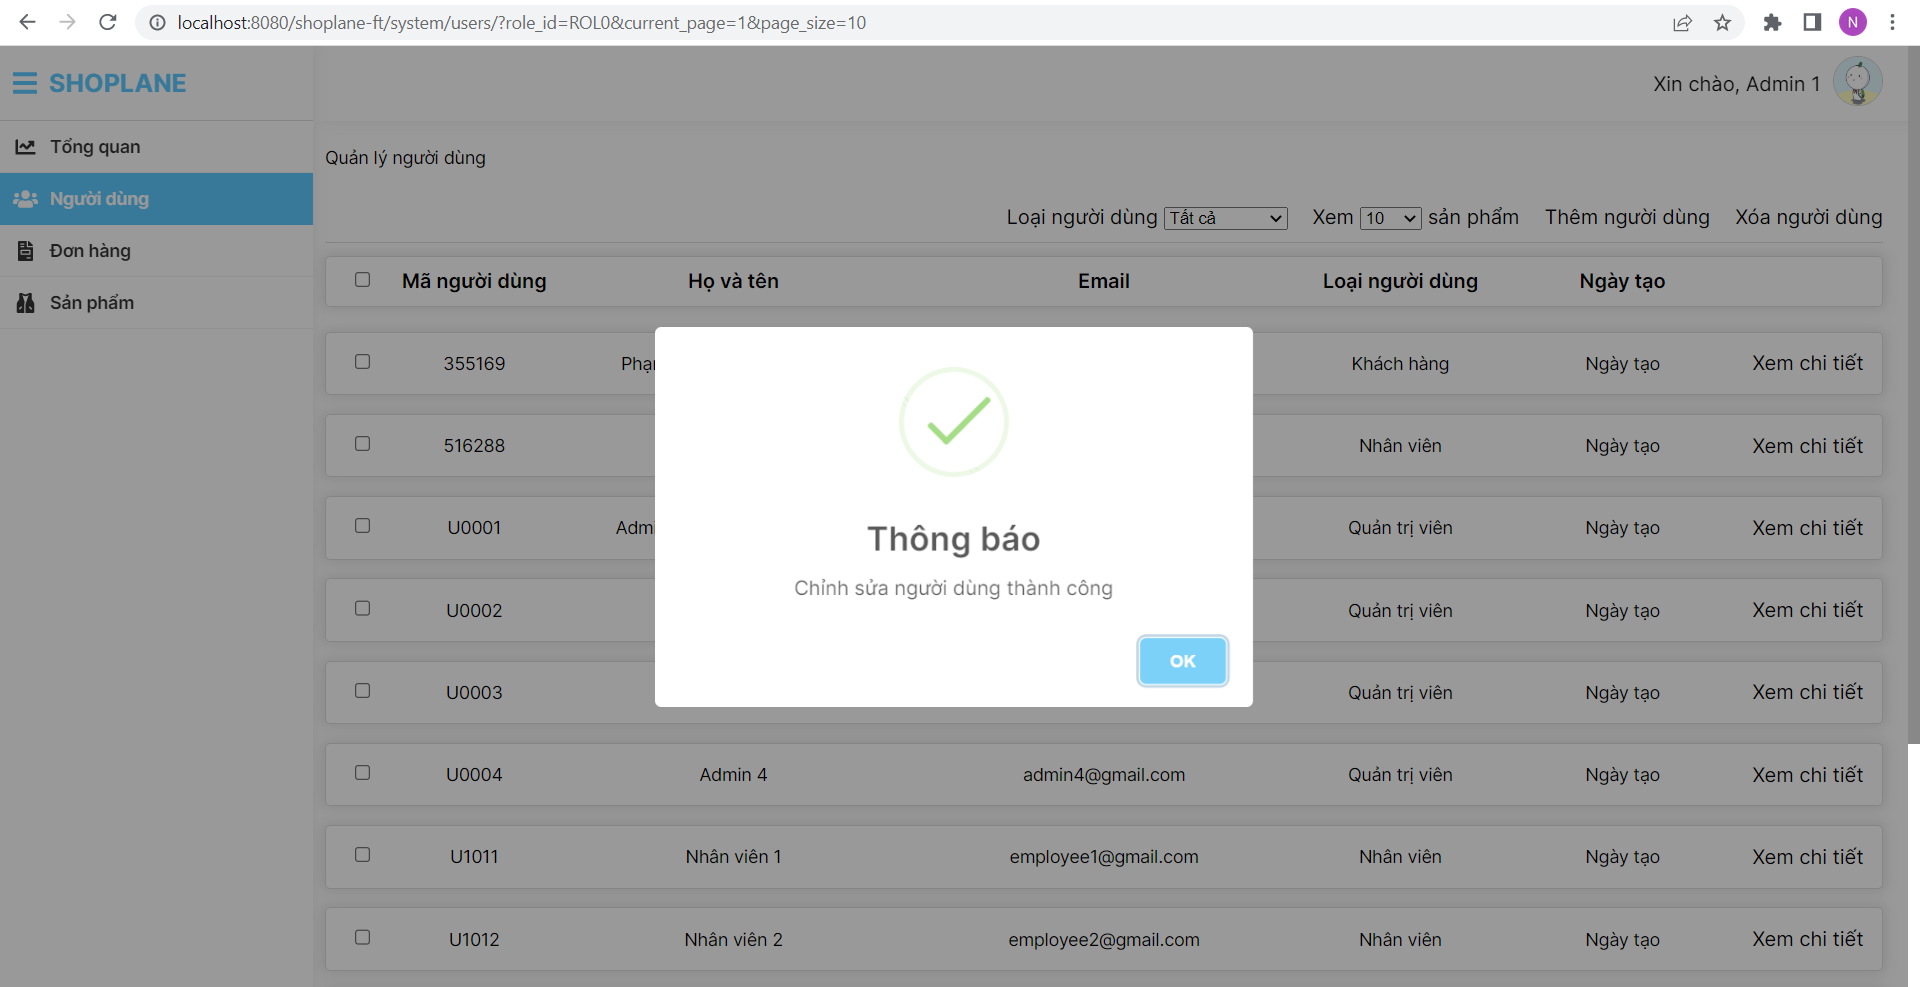 localhost:8080/shoplane-ft/system/users/?role_id=ROL0&current_page=1&page_size=10
N
SHOPLANE
Xin chào, Admin 1
Tổng quan
Người dùng
Đơn hàng
Sản phẩm
Quản lý người dùng
Loại người dùng Tất cả Xem 10 sản phẩm Thêm người dùng Xóa người dùng
Mã người dùng Họ và tên Email Loại người dùng Ngày tạo
355169 Khách hàng Ngày tạo Xem chi tiết
516288 Nhân viên Ngày tạo Xem chi tiết
U0001 Quản trị viên Ngày tạo Xem chi tiết
U0002 Quản trị viên Ngày tạo Xem chi tiết
U0003 Quản trị viên Ngày tạo Xem chi tiết
U0004 Admin 4 admin4@gmail.com Quản trị viên Ngày tạo Xem chi tiết
U1011 Nhân viên 1 employee1@gmail.com Nhân viên Ngày tạo Xem chi tiết
U1012 Nhân viên 2 employee2@gmail.com Nhân viên Ngày tạo Xem chi tiết
Thông báo
Chỉnh sửa người dùng thành công
OK